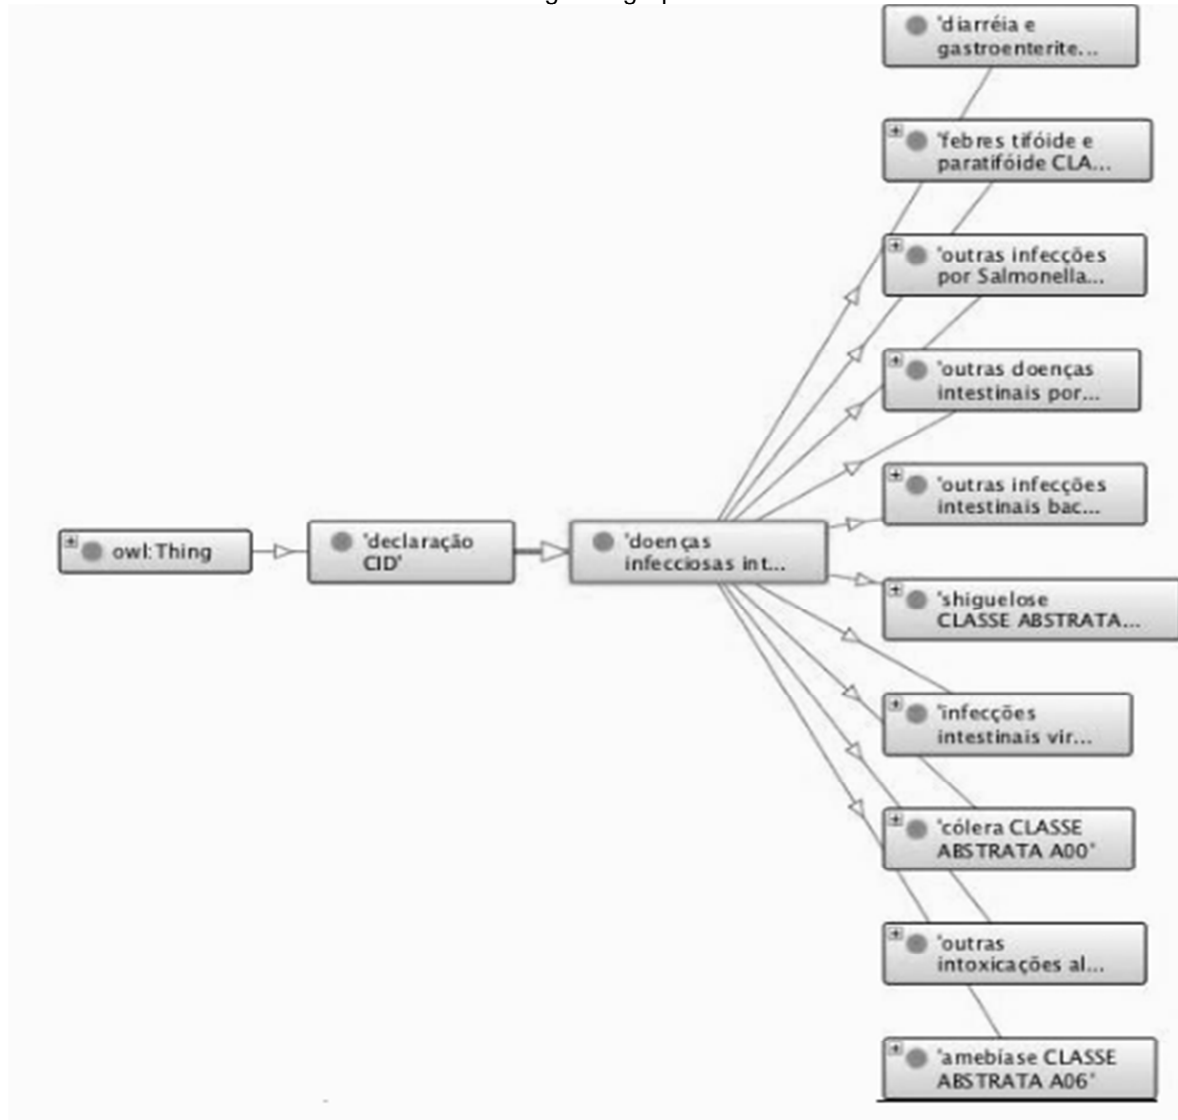 'diarréia e
gastroenterite...
'febres tifóide e
paratifóide CLA...
'outras infecções
por Salmonella...
'outras doenças
intestinais por...
'outras infecções
intestinais bac...
owl:Thing
'declaração
CID'
'doenças
infecciosas int...
'shiguelose
CLASSE ABSTRATA...
'infecções
intestinais vir...
'cólera CLASSE
ABSTRATA A00'
'outras
intoxicações al...
'amebíase CLASSE
ABSTRATA A06'